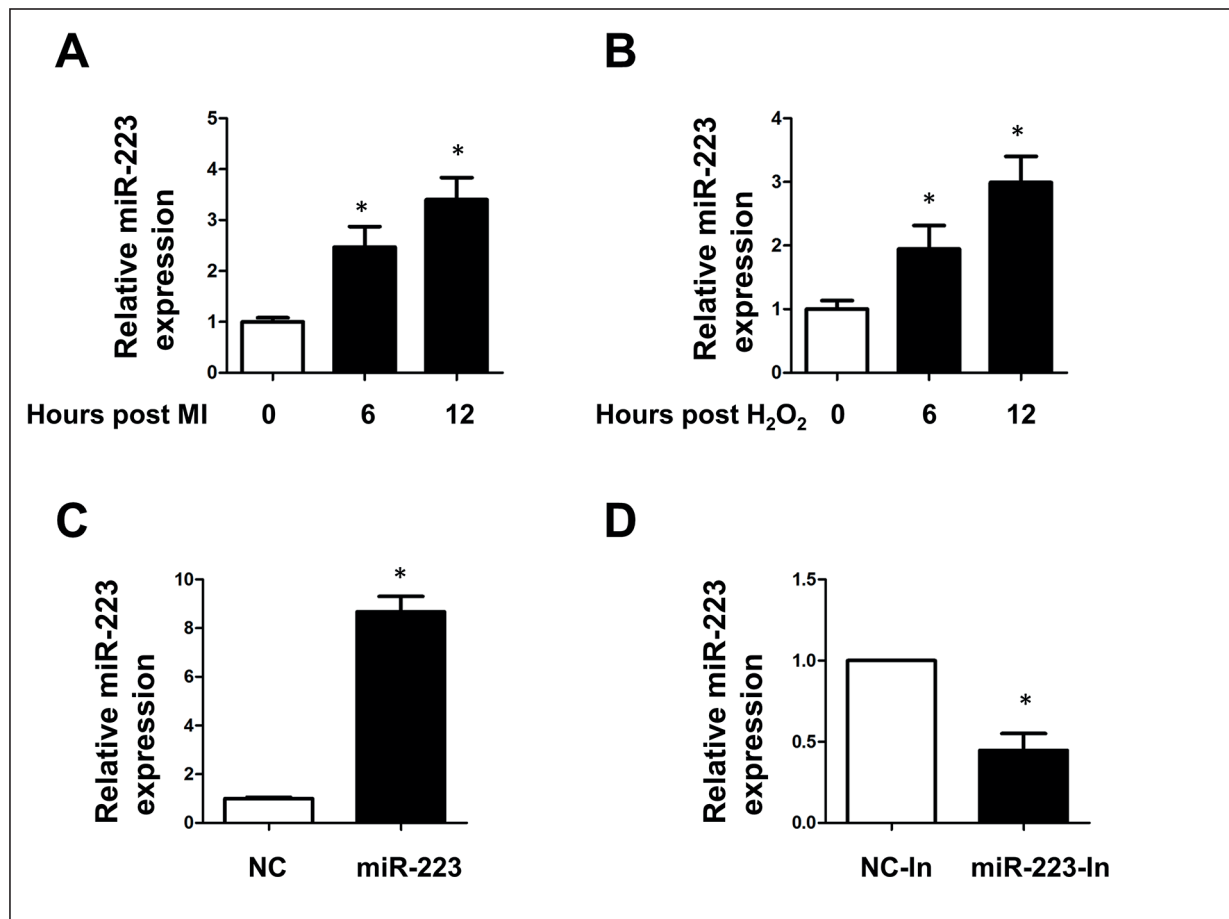 A
Relative miR-223
expression
5
4
3
2
1
0
*
*
Hours post MI 0 6 12
B
Relative miR-223
expression
4
3
2
1
0
*
*
Hours post H₂O₂ 0 6 12
C
Relative miR-223
expression
10
8
6
4
2
0
*
NC miR-223
D
Relative miR-223
expression
1.5
1.0
0.5
0.0
*
NC-In miR-223-In